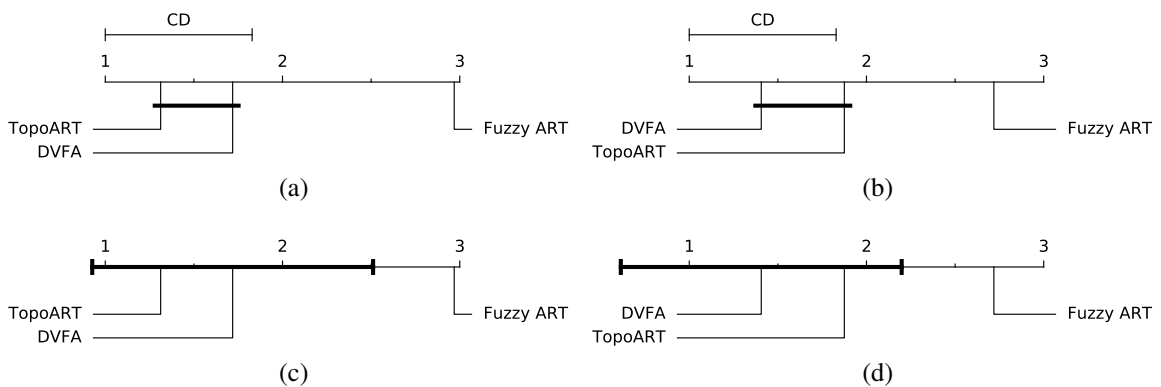 CD
1 2 3
TopoART
DVFA
Fuzzy ART
(a)
CD
1 2 3
DVFA
TopoART
Fuzzy ART
(b)
1 2 3
TopoART
DVFA
Fuzzy ART
(c)
1 2 3
DVFA
TopoART
Fuzzy ART
(d)